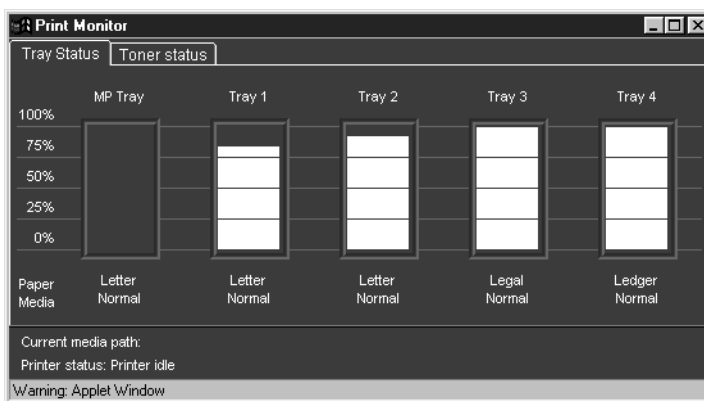 Print Monitor
Tray Status Toner status
MP Tray Tray 1 Tray 2 Tray 3 Tray 4
100%
75%
50%
25%
0%
Paper Letter Letter Letter Legal Ledger
Media Normal Normal Normal Normal Normal
Current media path:
Printer status: Printer idle
Warning: Applet Window